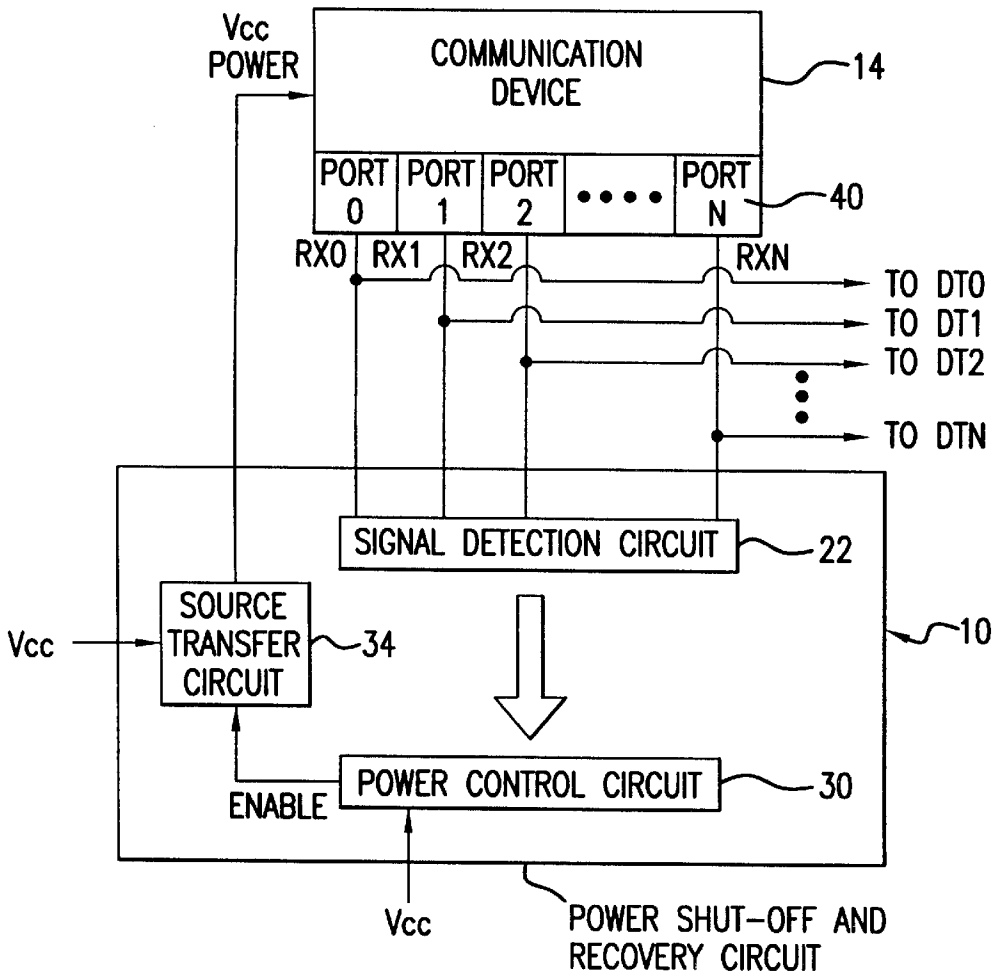 Vcc
POWER
COMMUNICATION
DEVICE
14
PORT
0
PORT
1
PORT
2
PORT
N
40
RX0
RX1
RX2
RXN
TO DT0
TO DT1
TO DT2
TO DTN
SIGNAL DETECTION CIRCUIT
22
SOURCE
TRANSFER
CIRCUIT
34
Vcc
10
POWER CONTROL CIRCUIT
30
ENABLE
Vcc
POWER SHUT-OFF AND
RECOVERY CIRCUIT